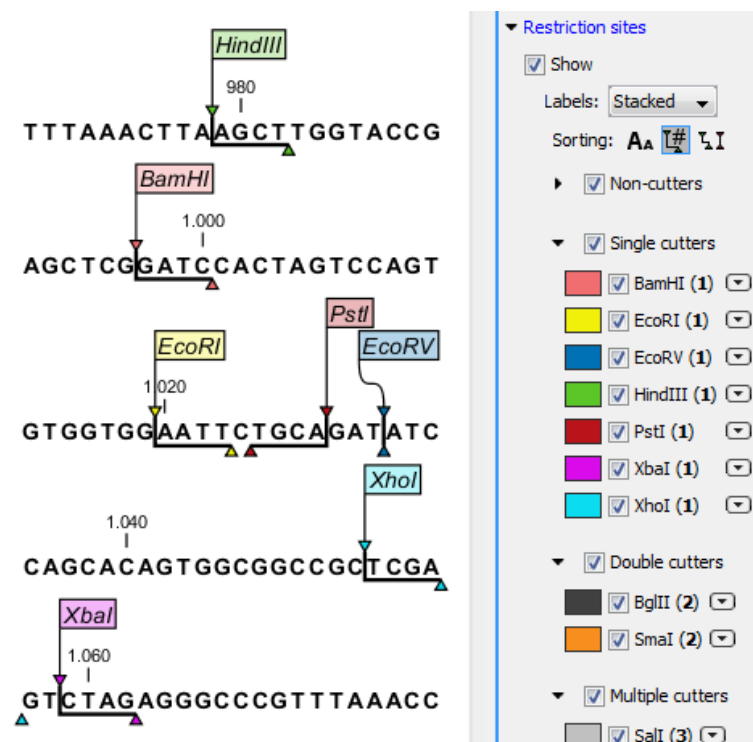 HindIII
980
TTTAAACTTAAGCTTGGTACCG
BamHI
1.000
AGCTCGGATCCACTAGTCCAGT
PstI
EcoRI
EcoRV
1.020
GTGGTGGAATTCTGCAGATATC
XhoI
1.040
CAGCACAGTGGCGGCCGCTCGA
XbaI
1.060
GTCTAGAGGGCCCGTTTAAACC
Restriction sites
Show
Labels: Stacked
Sorting: AA #
Non-cutters
Single cutters
BamHI (1)
EcoRI (1)
EcoRV (1)
HindIII (1)
PstI (1)
XbaI (1)
XhoI (1)
Double cutters
BglII (2)
SmaI (2)
Multiple cutters
SalI (3)